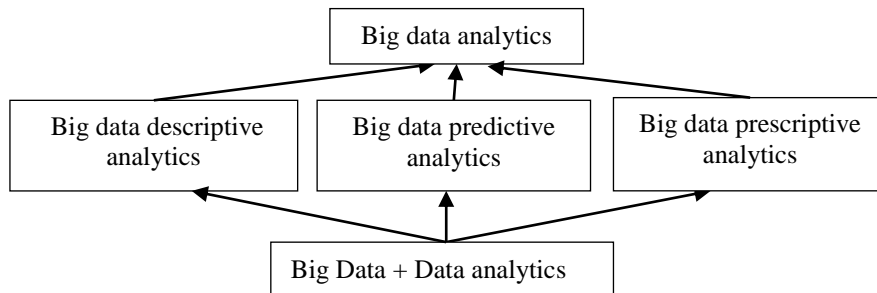 Big data analytics
Big data descriptive
analytics
Big data predictive
analytics
Big data prescriptive
analytics
Big Data + Data analytics